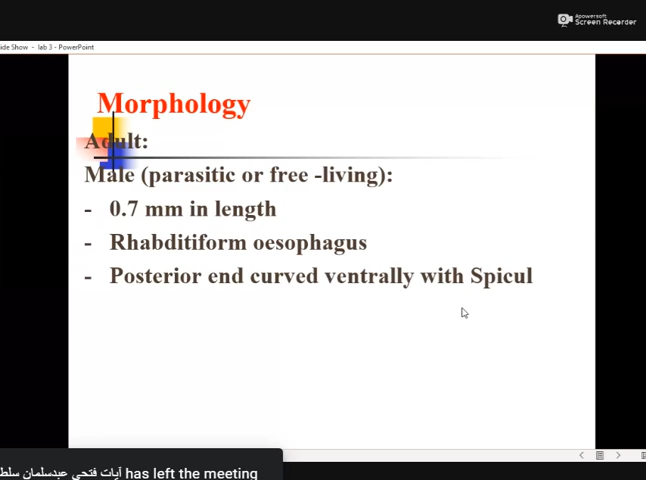 Apowersoft
Screen Recorder
ide Show - lab 3 - PowerPoint
Morphology
Adult:
Male (parasitic or free -living):
- 0.7 mm in length
- Rhabditiform oesophagus
- Posterior end curved ventrally with Spicul
آيات فتحي عبدسلمان سلط has left the meeting